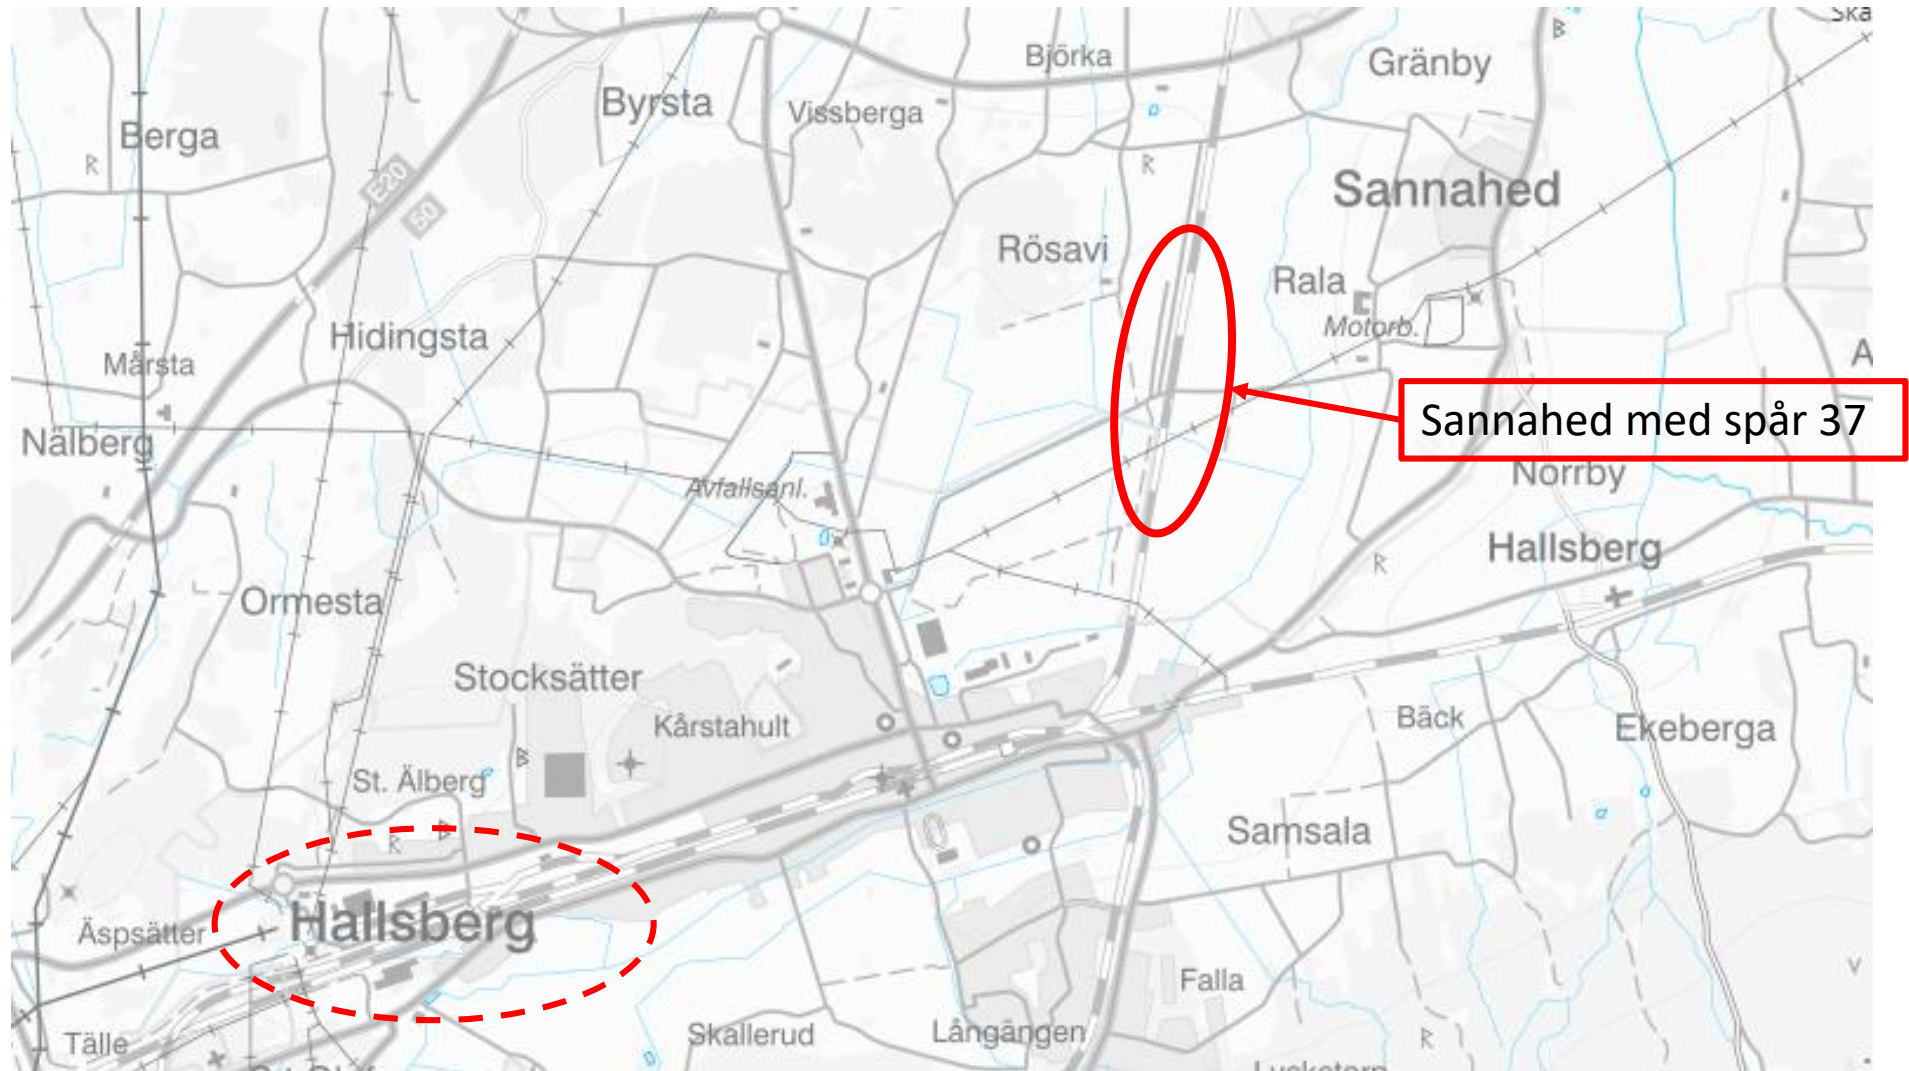 Ska
Björka
Gränby
Byrsta
Vissberga
Berga
E20
50
Sannahed
Rösavi
Rala
Motorb.
Hidingsta
Mårsta
A
Sannahed med spår 37
Nälberg
Norrby
Avfallsanl.
Hallsberg
Ormesta
Stocksätter
Kårstahult
Bäck
Ekeberga
St. Älberg
Samsala
Hallsberg
Äspsätter
Falla
Skallerud
Långängen
Tälle